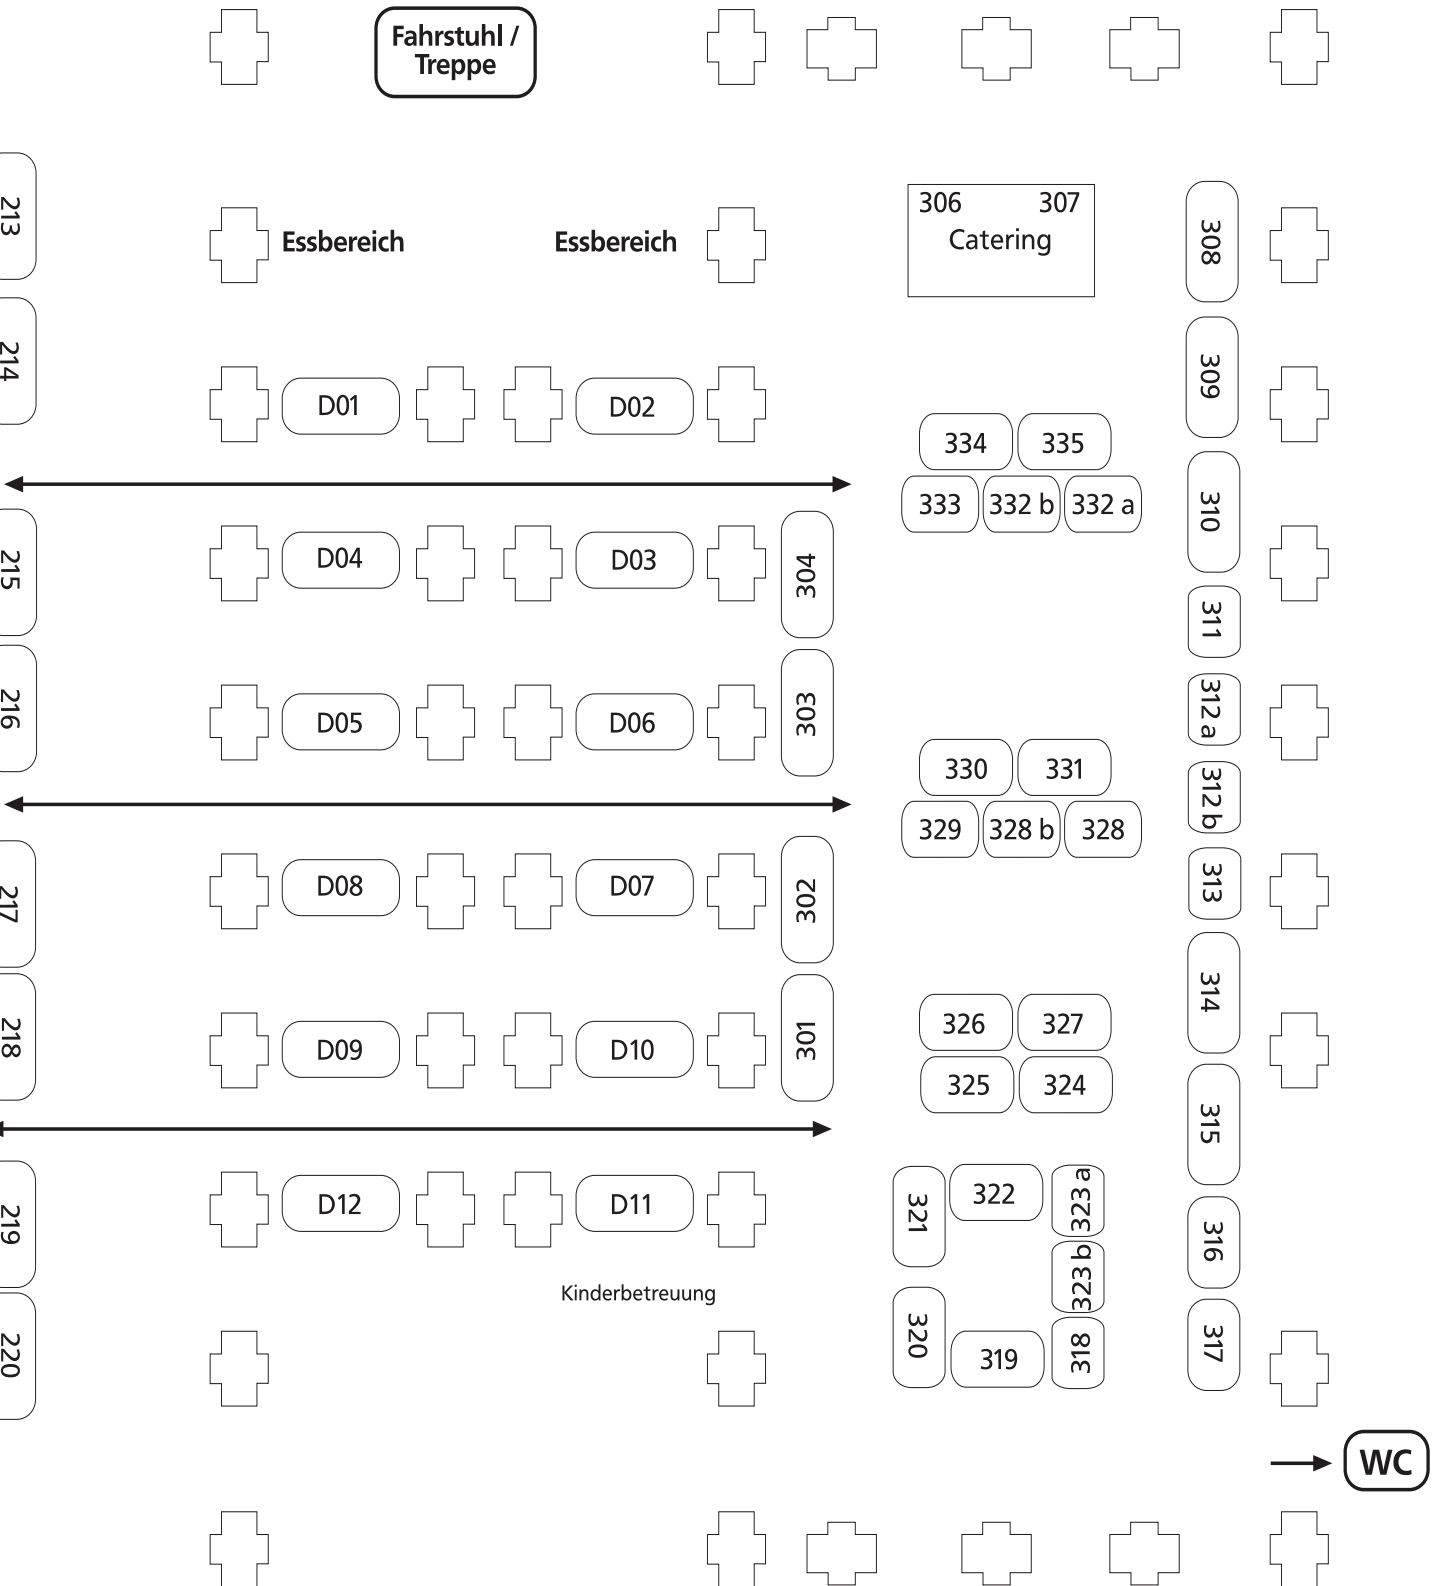 Fahrstuhl /
Treppe
213
214
215
216
217
218
219
220
Essbereich
Essbereich
D01
D02
D04
D03
D05
D06
D08
D07
D09
D10
D12
D11
Kinderbetreuung
304
303
302
301
306 307
Catering
334
335
333
332 b
332 a
330
331
329
328 b
328
326
327
325
324
321
322
323 a
323 b
320
319
318
308
309
310
311
312 a
312 b
313
314
315
316
317
WC